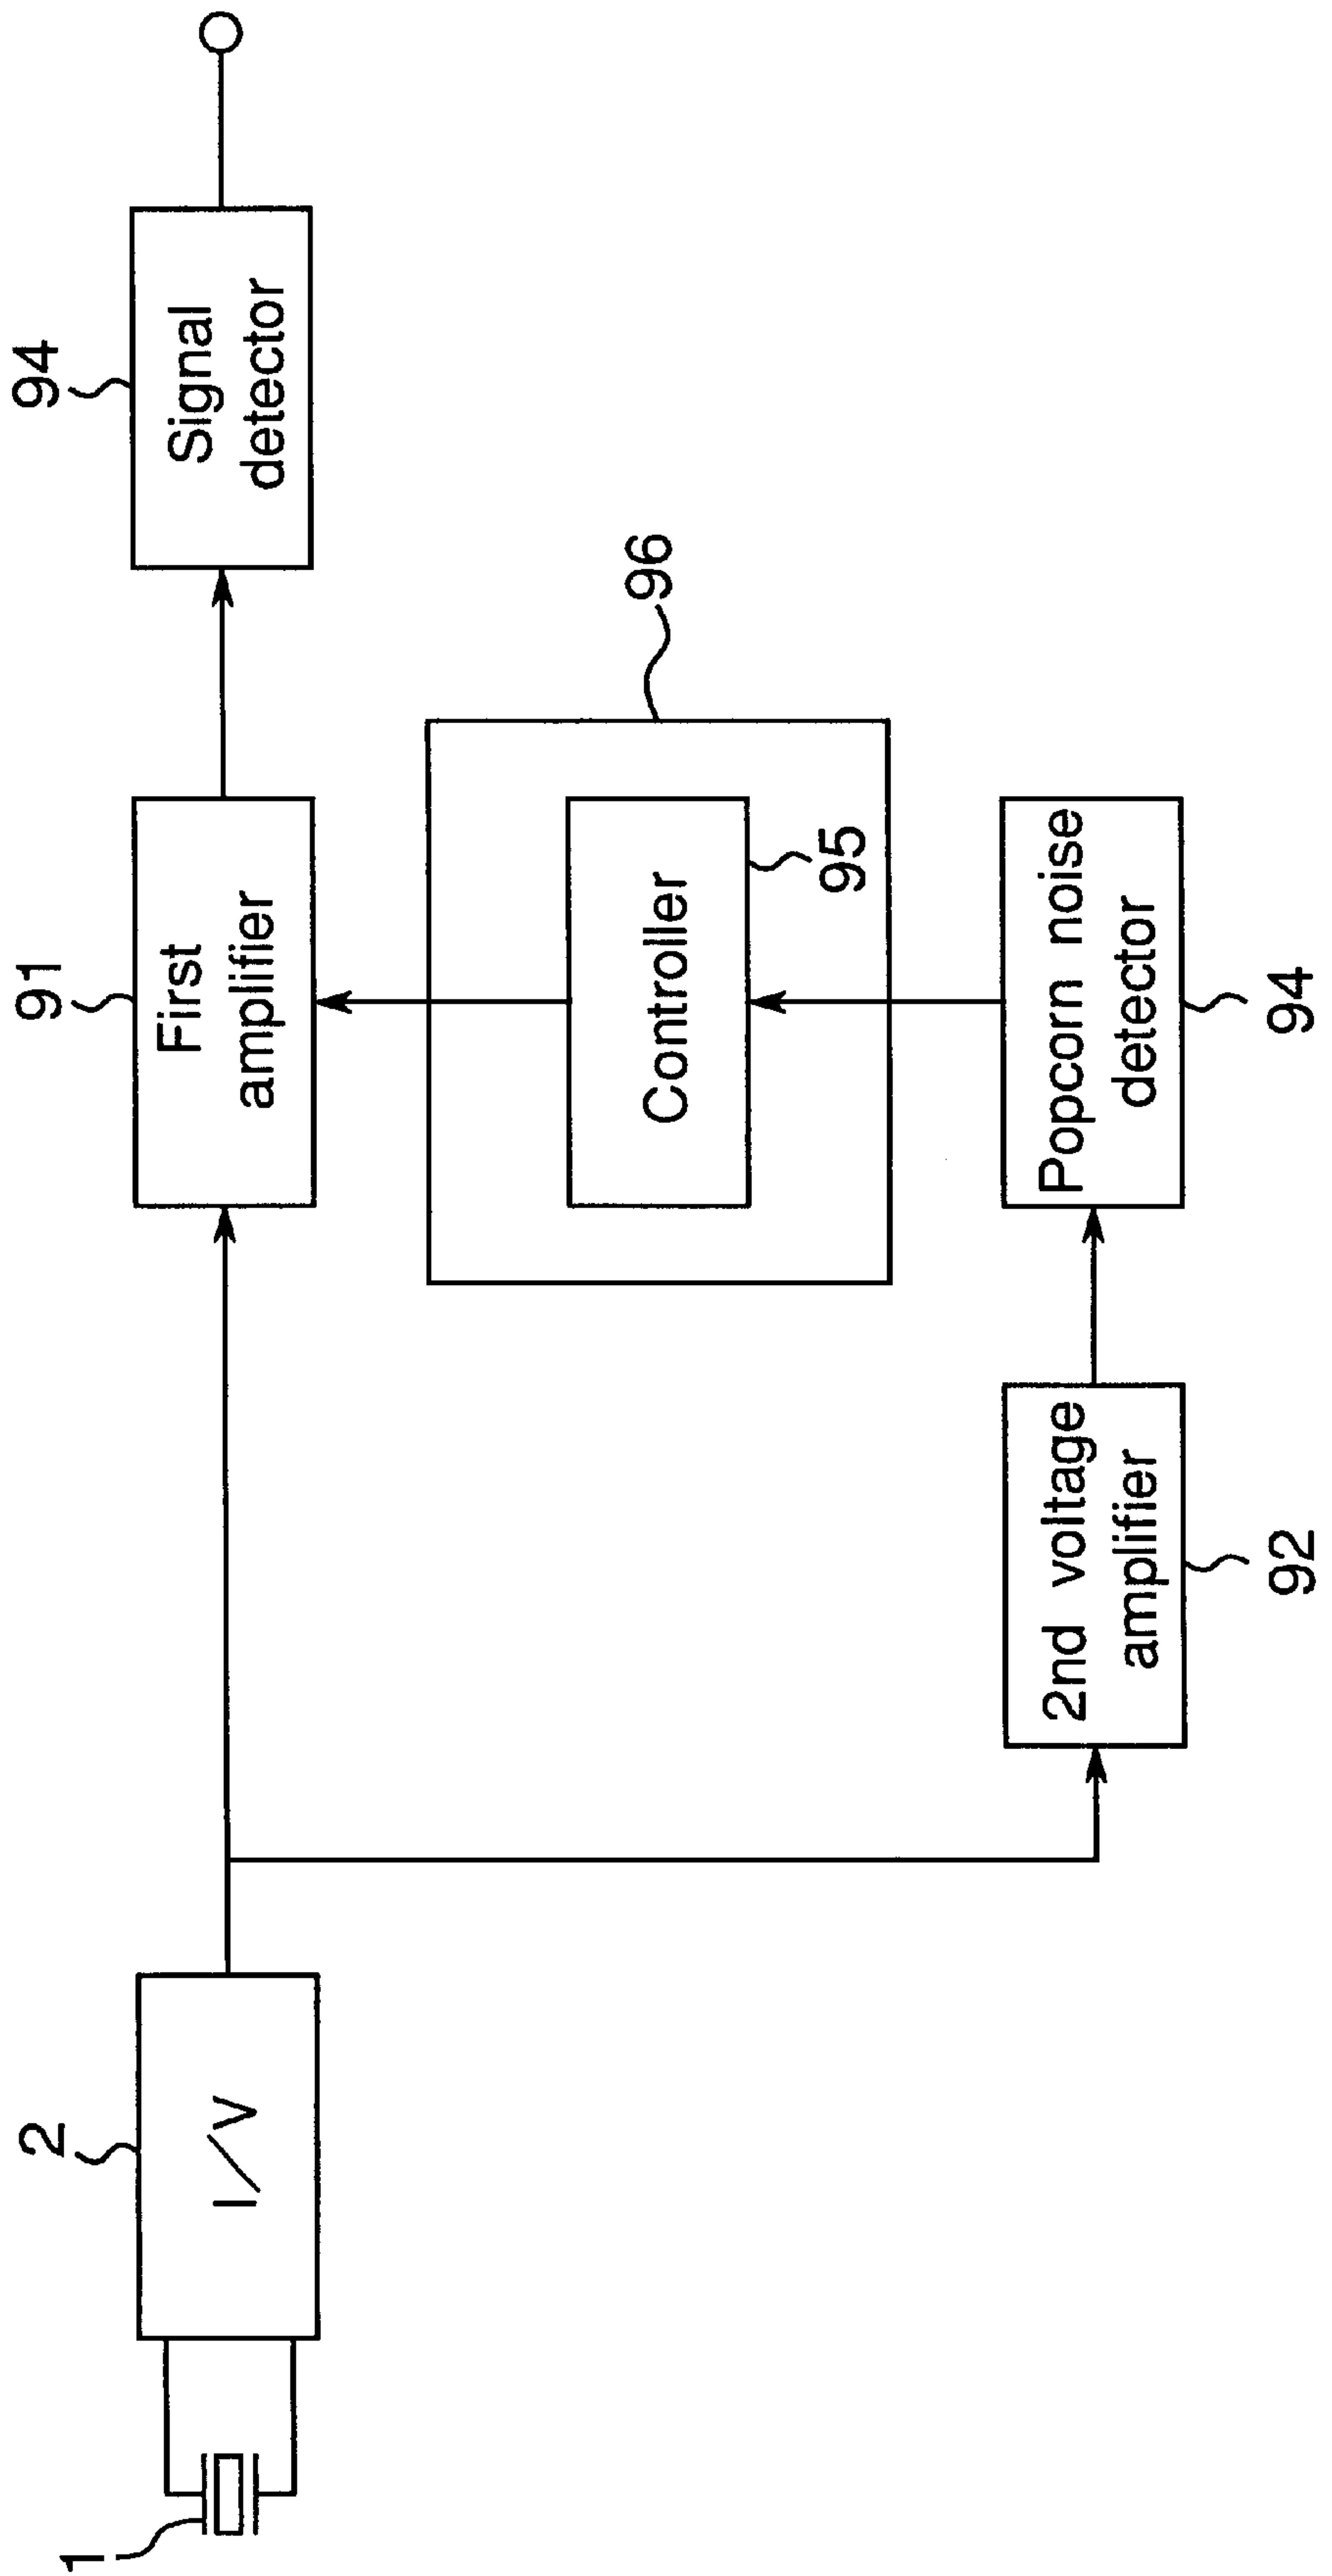 1
2
I/V
91
First
amplifier
94
Signal
detector
96
Controller
95
2nd voltage
amplifier
92
Popcorn noise
detector
94